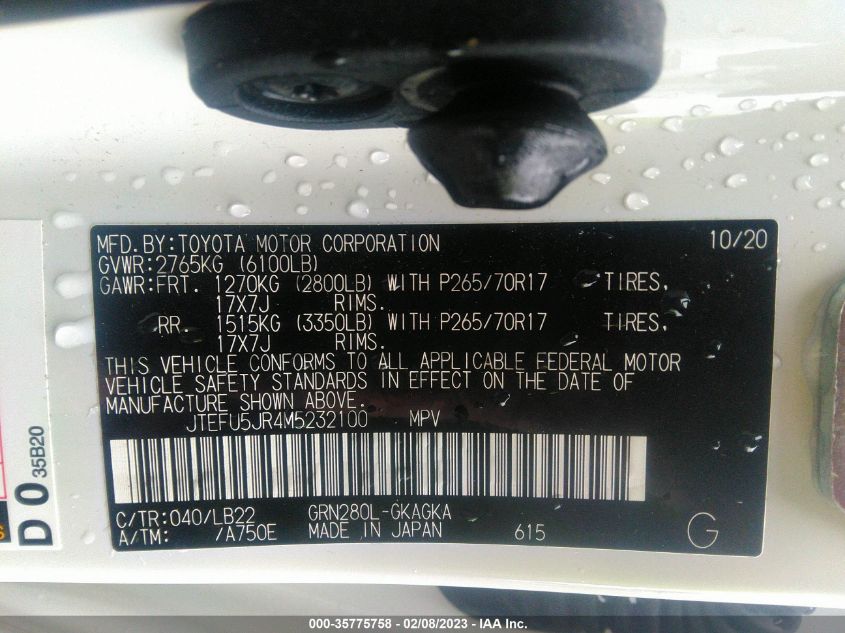 MFD.BY:TOYOTA MOTOR CORPORATION 10/20
GVWR:2765KG (6100LB)
GAWR:FRT. 1270KG (2800LB) WITH P265/70R17 TIRES,
17X7J RIMS.
RR. 1515KG (3350LB) WITH P265/70R17 TIRES,
17X7J RIMS.
THIS VEHICLE CONFORMS TO ALL APPLICABLE FEDERAL MOTOR
VEHICLE SAFETY STANDARDS IN EFFECT ON THE DATE OF
MANUFACTURE SHOWN ABOVE.
JTEFU5JR4M5232100 MPV
C/TR:040/LB22 GRN280L-GKAGKA
A/TM: /A750E MADE IN JAPAN 615 G
D 0 35B20
000-35775758 - 02/08/2023 - IAA Inc.